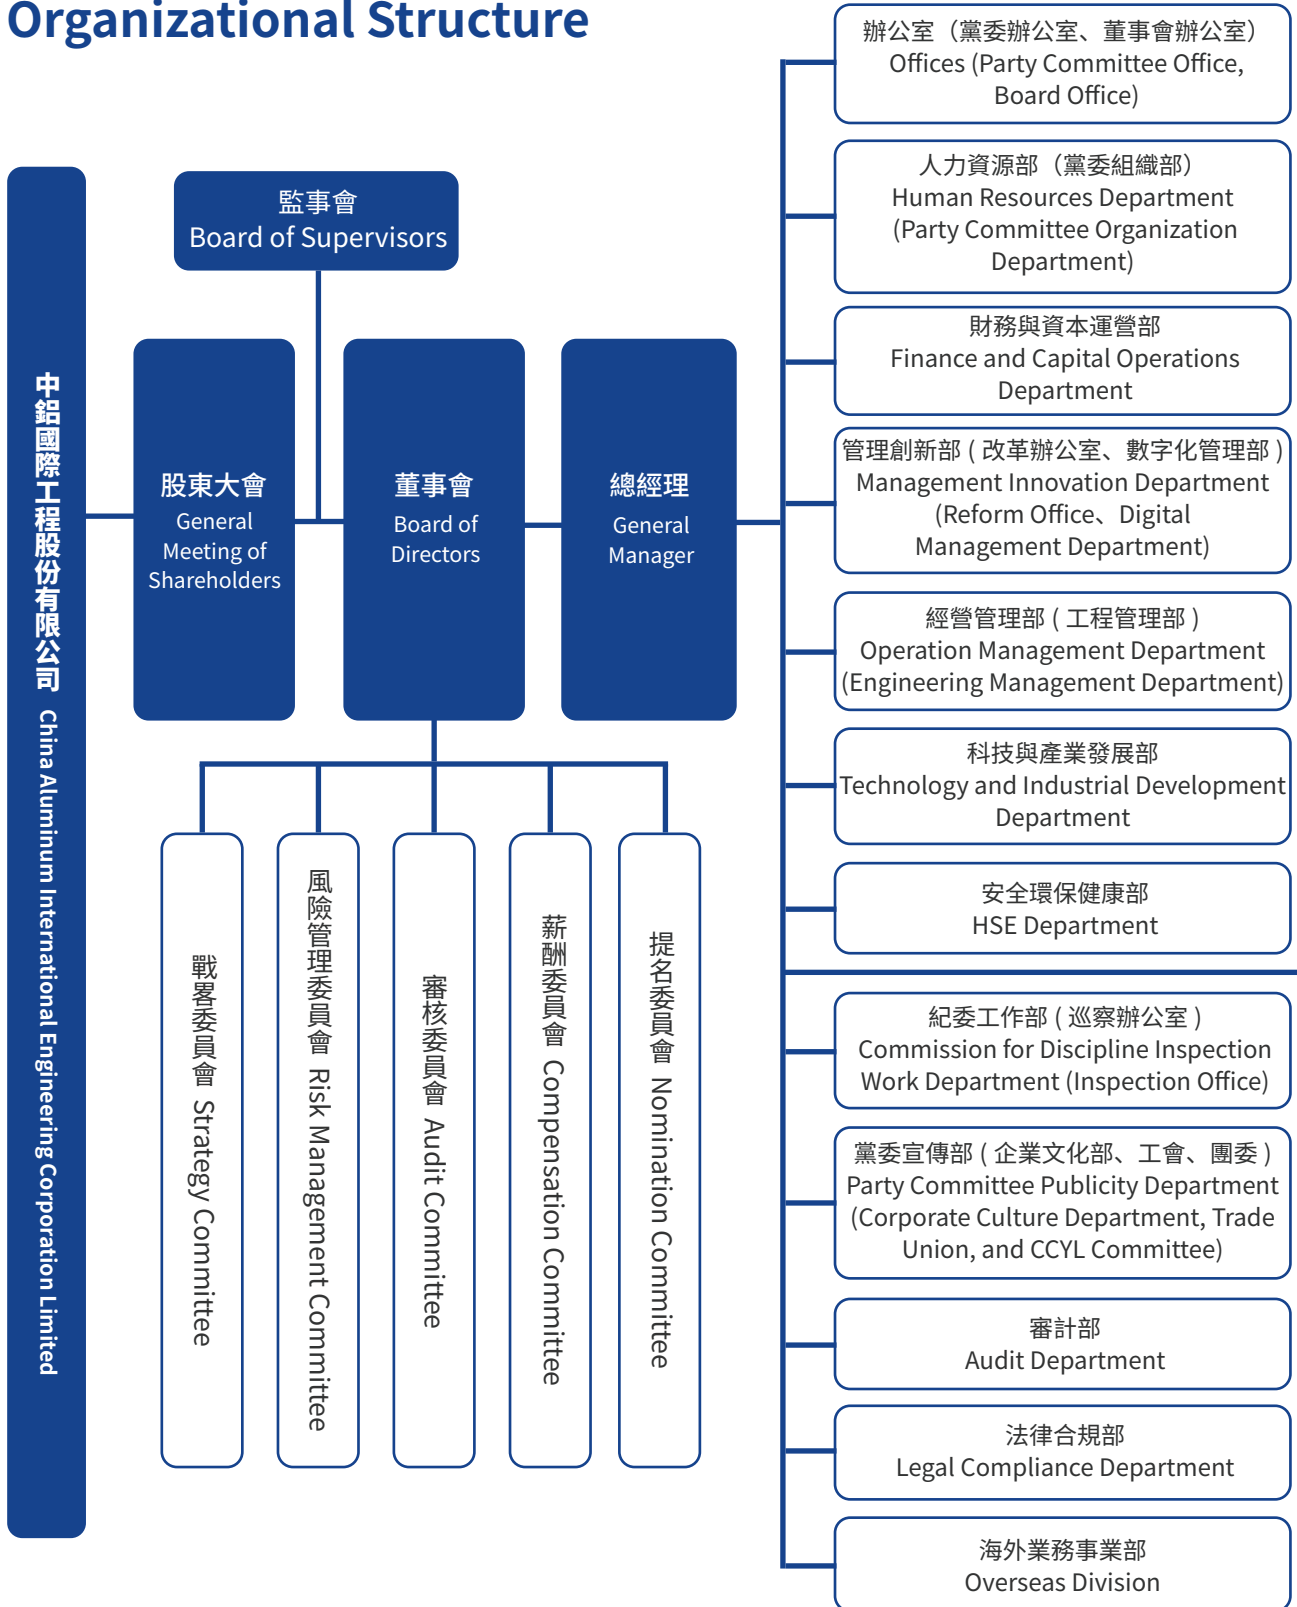 Organizational Structure
中鋁國際工程股份有限公司 China Aluminum International Engineering Corporation Limited
監事會
Board of Supervisors
股東大會
General
Meeting of
Shareholders
董事會
Board of
Directors
總經理
General
Manager
戰畧委員會 Strategy Committee
風險管理委員會 Risk Management Committee
審核委員會 Audit Committee
薪酬委員會 Compensation Committee
提名委員會 Nomination Committee
辦公室（黨委辦公室、董事會辦公室）
Offices (Party Committee Office,
Board Office)
人力資源部（黨委組織部）
Human Resources Department
(Party Committee Organization
Department)
財務與資本運營部
Finance and Capital Operations
Department
管理創新部 ( 改革辦公室、數字化管理部 )
Management Innovation Department
(Reform Office、Digital
Management Department)
經營管理部 ( 工程管理部 )
Operation Management Department
(Engineering Management Department)
科技與產業發展部
Technology and Industrial Development
Department
安全環保健康部
HSE Department
紀委工作部 ( 巡察辦公室 )
Commission for Discipline Inspection
Work Department (Inspection Office)
黨委宣傳部 ( 企業文化部、工會、團委 )
Party Committee Publicity Department
(Corporate Culture Department, Trade
Union, and CCYL Committee)
審計部
Audit Department
法律合規部
Legal Compliance Department
海外業務事業部
Overseas Division